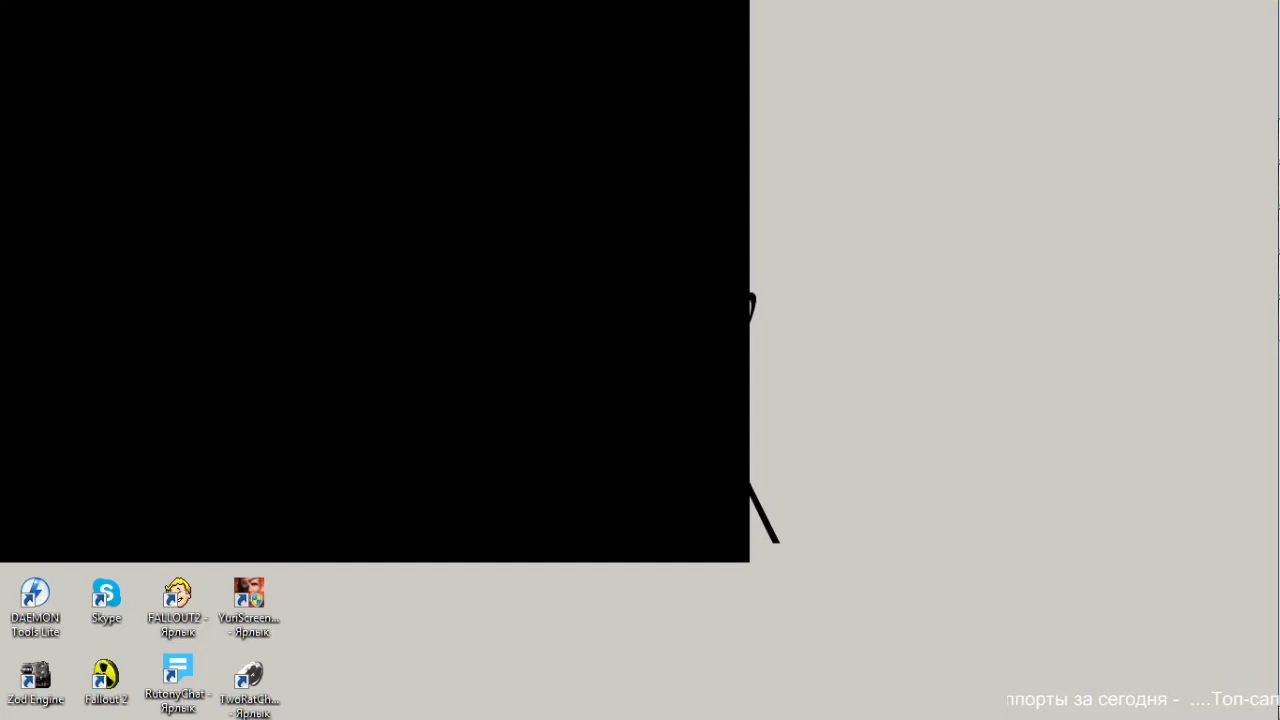 DAEMON
Tools Lite
Skype
FALLOUT2 -
Ярлык
YuriScreen...
- Ярлык
Zod Engine
Fallout 2
RutonyChat -
Ярлык
TwoRatCh...
- Ярлык
за сегодня - ....Топ-сап